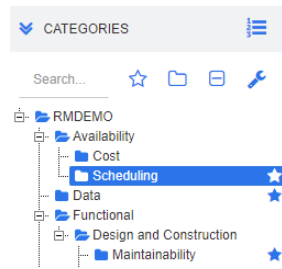 CATEGORIES
Search...
RMDEMO
Availability
Cost
Scheduling
Data
Functional
Design and Construction
Maintainability